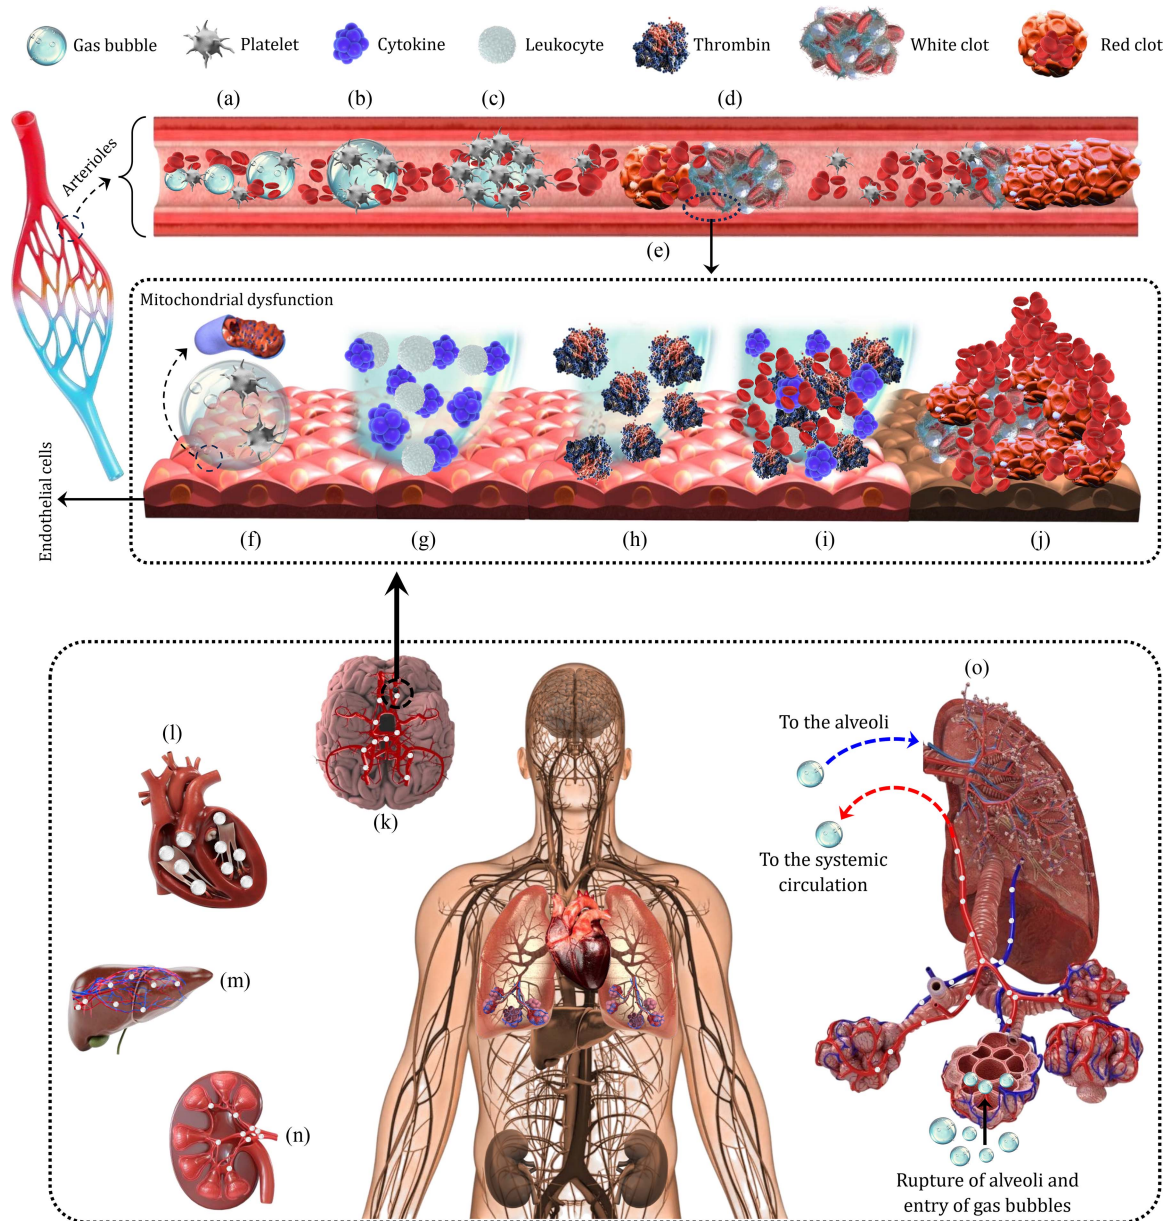 Gas bubble
Platelet
Cytokine
Leukocyte
Thrombin
White clot
Red clot
(a)
(b)
(c)
(d)
Arterioles
(e)
Mitochondrial dysfunction
Endothelial cells
(f)
(g)
(h)
(i)
(j)
(k)
(l)
(m)
(n)
(o)
To the alveoli
To the systemic
circulation
Rupture of alveoli and
entry of gas bubbles